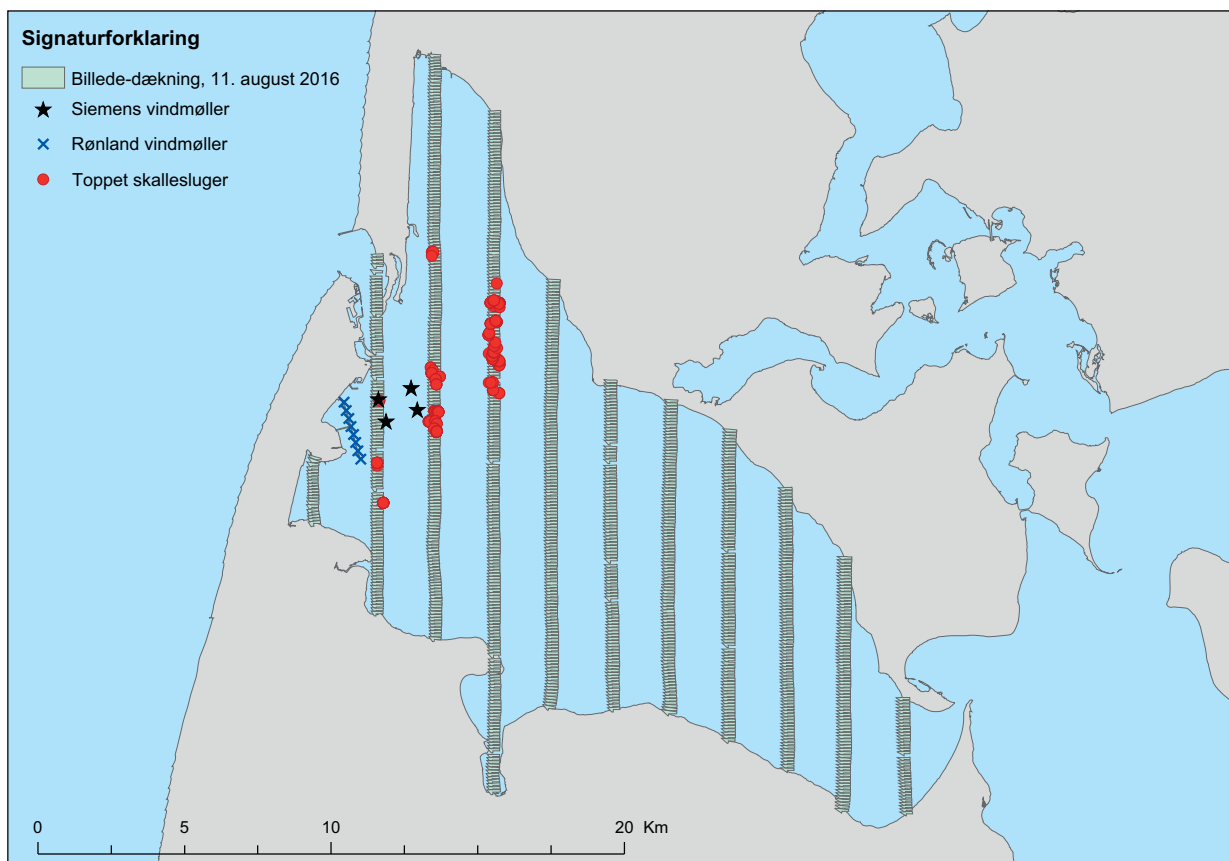 Signaturforklaring
Billede-dækning, 11. august 2016
Siemens vindmøller
Rønland vindmøller
Toppet skallesluger
0 5 10 20 Km